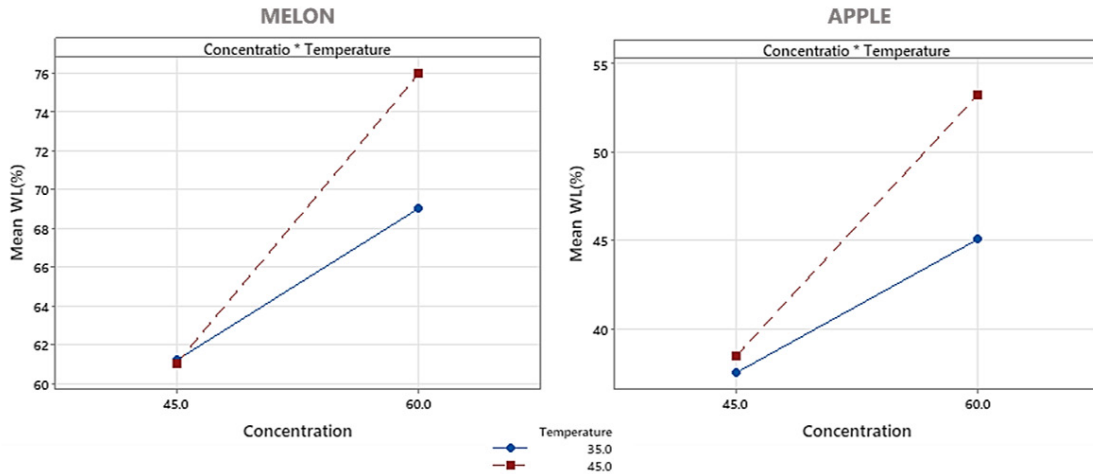 MELON
Concentratio * Temperature
Mean WL(%)
76
74
72
70
68
66
64
62
60
45.0
60.0
Concentration
APPLE
Concentratio * Temperature
Mean WL(%)
55
50
45
40
45.0
60.0
Concentration
Temperature
35.0
45.0